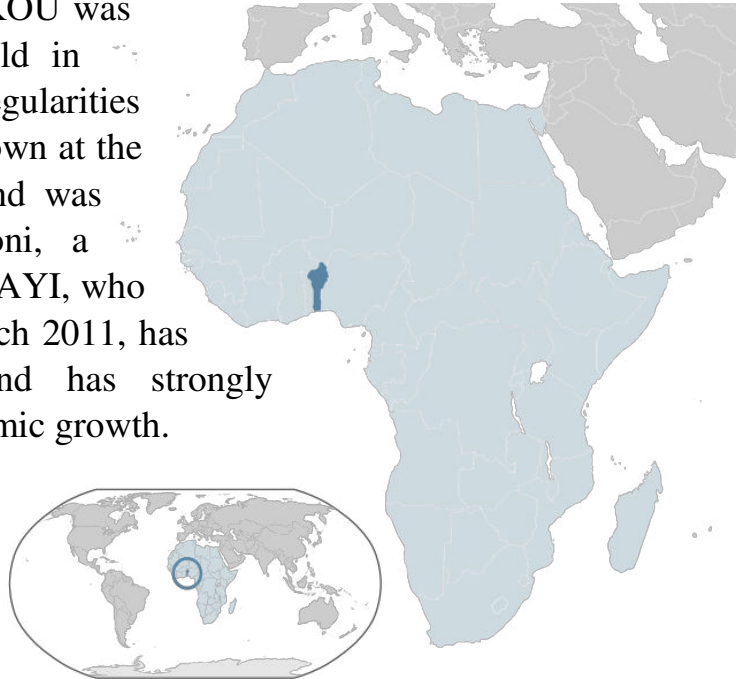 KOU was
ld in
egularities
own at the
nd was
oni, a
AYI, who
ch 2011, has
nd has strongly
mic growth.